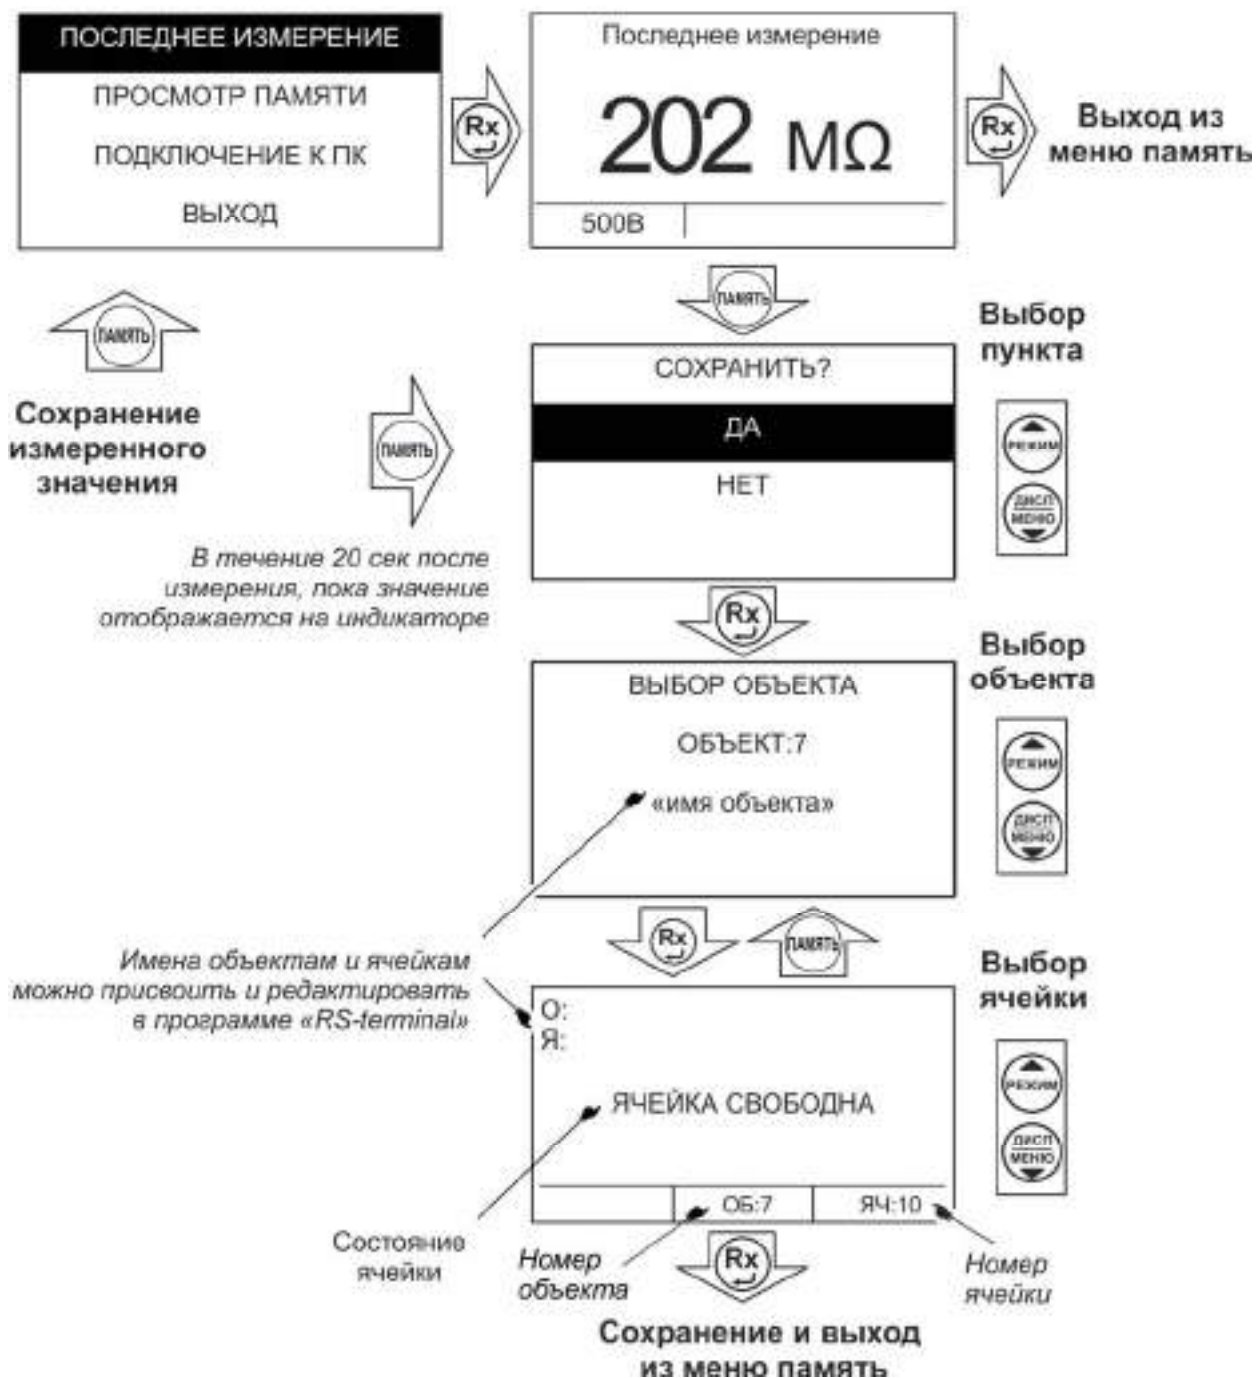 ПОСЛЕДНЕЕ ИЗМЕРЕНИЕ
ПРОСМОТР ПАМЯТИ
ПОДКЛЮЧЕНИЕ К ПК
ВЫХОД
Rx
Последнее измерение
202 МΩ
500В
Rx
Выход из
меню память
ПАМЯТЬ
Сохранение
измеренного
значения
ПАМЯТЬ
ПАМЯТЬ
В течение 20 сек после
измерения, пока значение
отображается на индикаторе
СОХРАНИТЬ?
ДА
НЕТ
Выбор
пункта
РЕЖИМ
ДИСП
МЕНЮ
Rx
ВЫБОР ОБЪЕКТА
ОБЪЕКТ:7
«имя объекта»
Выбор
объекта
РЕЖИМ
ДИСП
МЕНЮ
Rx
ПАМЯТЬ
Имена объектам и ячейкам
можно присвоить и редактировать
в программе «RS-terminal»
О:
Я:
ЯЧЕЙКА СВОБОДНА
ОБ:7
ЯЧ:10
Выбор
ячейки
РЕЖИМ
ДИСП
МЕНЮ
Состояние
ячейки
Номер
объекта
Rx
Номер
ячейки
Сохранение и выход
из меню память